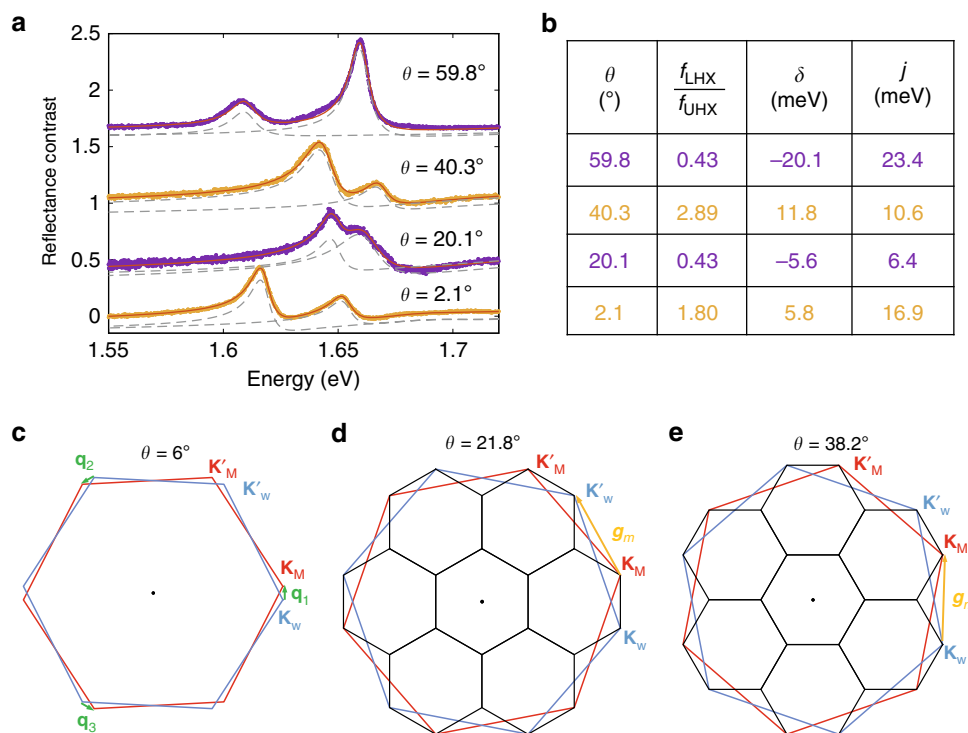 a
2.5
2
1.5
1
0.5
0
Reflectance contrast
θ = 59.8°
θ = 40.3°
θ = 20.1°
θ = 2.1°
1.55 1.6 1.65 1.7
Energy (eV)
b
θ (°) f_LHX / f_UHX δ (meV) j (meV)
59.8 0.43 −20.1 23.4
40.3 2.89 11.8 10.6
20.1 0.43 −5.6 6.4
2.1 1.80 5.8 16.9
c
θ = 6°
q₂
K′_M
K′_w
K_M
q₁
K_w
q₃
d
θ = 21.8°
K′_M
K′_w
g_m
K_M
K_w
e
θ = 38.2°
K′_M
K′_w
K_M
K_w